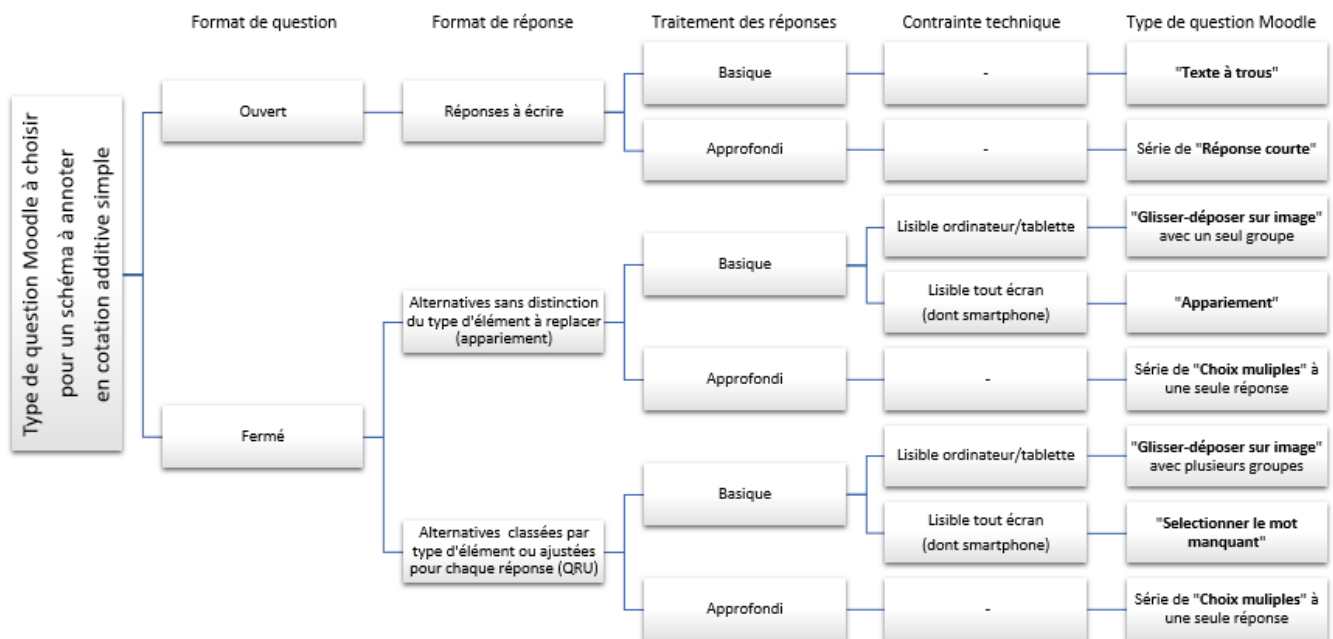 Format de question
Format de réponse
Traitement des réponses
Contrainte technique
Type de question Moodle
Type de question Moodle à choisir
pour un schéma à annoter
en cotation additive simple
Ouvert
Réponses à écrire
Basique
-
"Texte à trous"
Approfondi
-
Série de "Réponse courte"
Fermé
Alternatives sans distinction
du type d'élément à replacer
(appariement)
Basique
Lisible ordinateur/tablette
"Glisser-déposer sur image"
avec un seul groupe
Lisible tout écran
(dont smartphone)
"Appariement"
Approfondi
-
Série de "Choix muliples" à
une seule réponse
Alternatives classées par
type d'élément ou ajustées
pour chaque réponse (QRU)
Basique
Lisible ordinateur/tablette
"Glisser-déposer sur image"
avec plusieurs groupes
Lisible tout écran
(dont smartphone)
"Selectionner le mot
manquant"
Approfondi
-
Série de "Choix muliples" à
une seule réponse